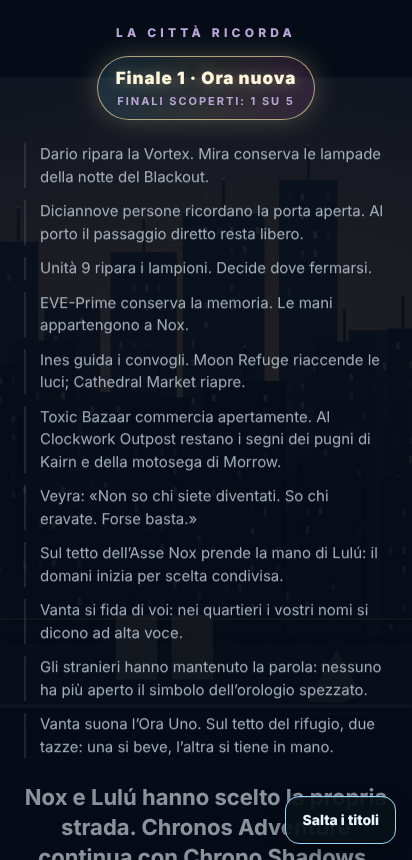 LA CITTÀ RICORDA
Finale 1 · Ora nuova
FINALI SCOPERTI: 1 SU 5
Dario ripara la Vortex. Mira conserva le lampade
della notte del Blackout.
Diciannove persone ricordano la porta aperta. Al
porto il passaggio diretto resta libero.
Unità 9 ripara i lampioni. Decide dove fermarsi.
EVE-Prime conserva la memoria. Le mani
appartengono a Nox.
Ines guida i convogli. Moon Refuge riaccende le
luci; Cathedral Market riapre.
Toxic Bazaar commercia apertamente. Al
Clockwork Outpost restano i segni dei pugni di
Kairn e della motosega di Morrow.
Veyra: «Non so chi siete diventati. So chi
eravate. Forse basta.»
Sul tetto dell’Asse Nox prende la mano di Lulú: il
domani inizia per scelta condivisa.
Vanta si fida di voi: nei quartieri i vostri nomi si
dicono ad alta voce.
Gli stranieri hanno mantenuto la parola: nessuno
ha più aperto il simbolo dell’orologio spezzato.
Vanta suona l’Ora Uno. Sul tetto del rifugio, due
tazze: una si beve, l’altra si tiene in mano.
Nox e Lulú hanno scelto la propria
strada. Chronos Adventure
continua con Chrono Shadows.
Salta i titoli